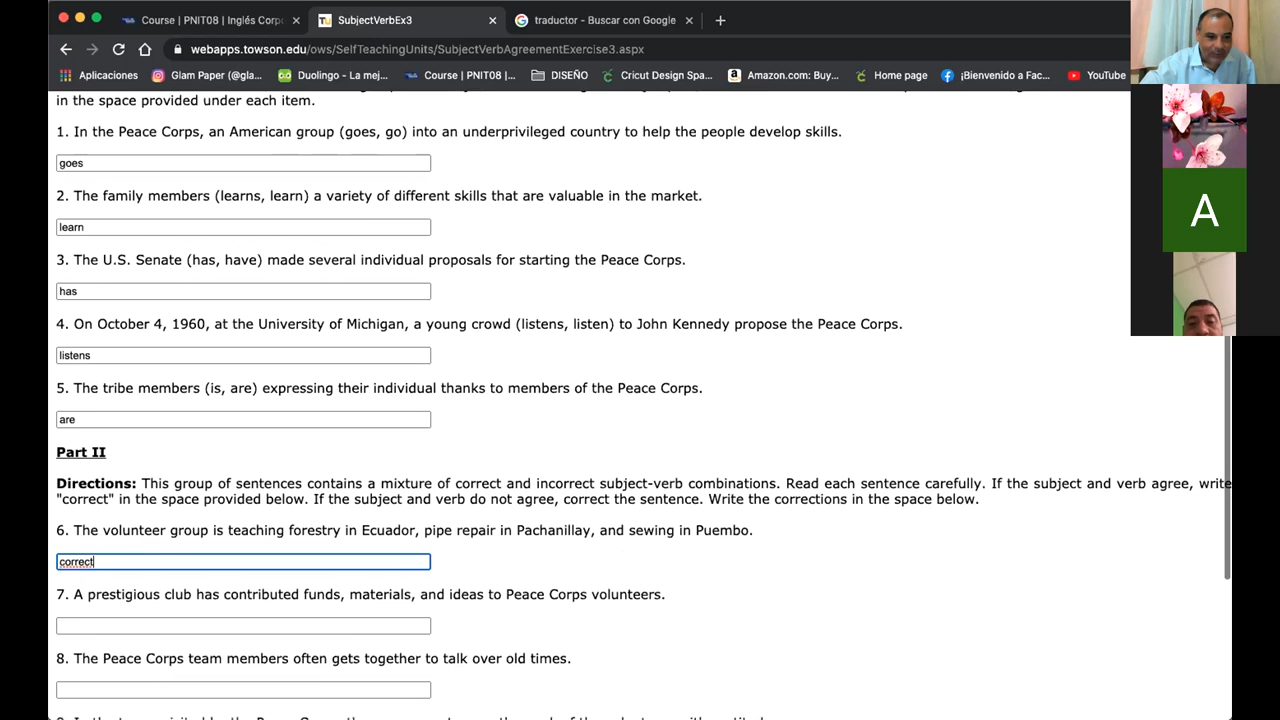 Course | PNIT08 | Inglés Corpo
SubjectVerbEx3
traductor - Buscar con Google
webapps.towson.edu/ows/SelfTeachingUnits/SubjectVerbAgreementExercise3.aspx
Aplicaciones
Glam Paper (@gla...
Duolingo - La mej...
Course | PNIT08 |...
DISEÑO
Cricut Design Spa...
Amazon.com: Buy...
Home page
¡Bienvenido a Fac...
YouTube
in the space provided under each item.
1. In the Peace Corps, an American group (goes, go) into an underprivileged country to help the people develop skills.
goes
2. The family members (learns, learn) a variety of different skills that are valuable in the market.
learn
3. The U.S. Senate (has, have) made several individual proposals for starting the Peace Corps.
has
4. On October 4, 1960, at the University of Michigan, a young crowd (listens, listen) to John Kennedy propose the Peace Corps.
listens
5. The tribe members (is, are) expressing their individual thanks to members of the Peace Corps.
are
Part II
Directions: This group of sentences contains a mixture of correct and incorrect subject-verb combinations. Read each sentence carefully. If the subject and verb agree, write
"correct" in the space provided below. If the subject and verb do not agree, correct the sentence. Write the corrections in the space below.
6. The volunteer group is teaching forestry in Ecuador, pipe repair in Pachanillay, and sewing in Puembo.
correct
7. A prestigious club has contributed funds, materials, and ideas to Peace Corps volunteers.
8. The Peace Corps team members often gets together to talk over old times.
A